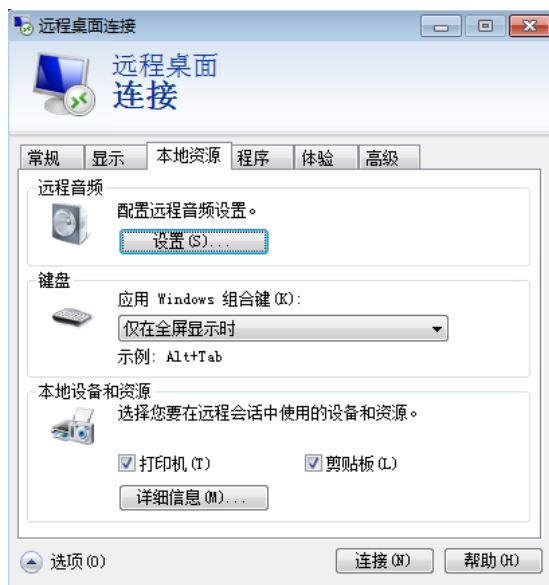 远程桌面连接
远程桌面
连接
常规 显示 本地资源 程序 体验 高级
远程音频
配置远程音频设置。
设置(S)...
键盘
应用 Windows 组合键(K):
仅在全屏显示时
示例: Alt+Tab
本地设备和资源
选择您要在远程会话中使用的设备和资源。
打印机(T) 剪贴板(L)
详细信息(M)...
选项(O) 连接(N) 帮助(H)